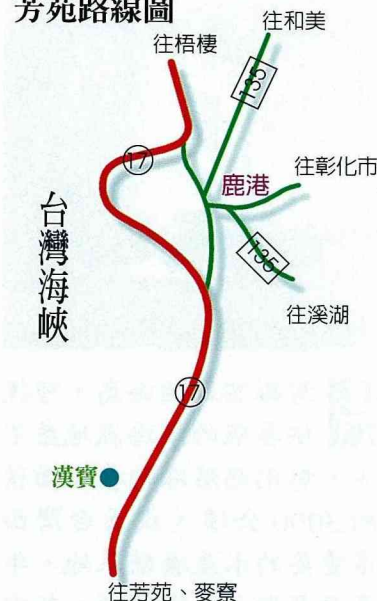 芳苑路線圖
往和美
往梧棲
135
17
往彰化市
鹿港
台灣海峽
135
往溪湖
17
漢寶
往芳苑、麥寮